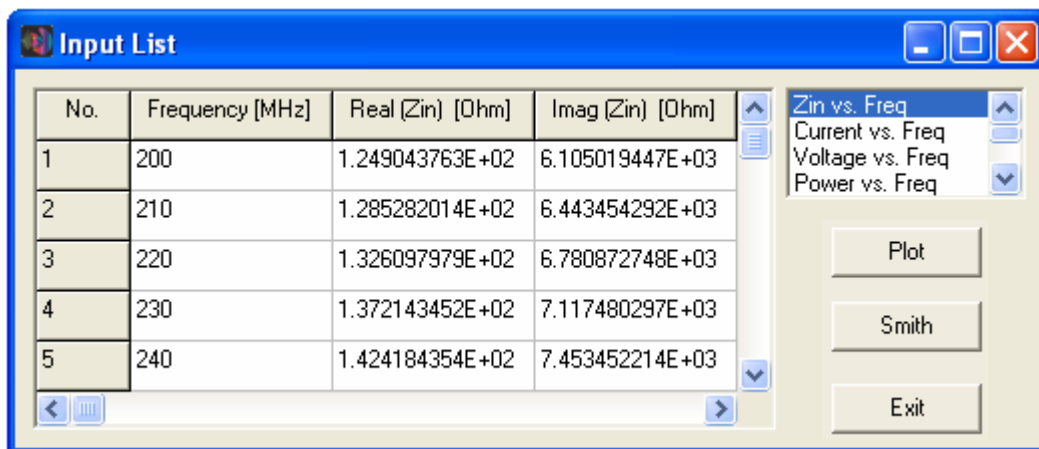 Input List
No. Frequency [MHz] Real (Zin) [Ohm] Imag (Zin) [Ohm]
1 200 1.249043763E+02 6.105019447E+03
2 210 1.285282014E+02 6.443454292E+03
3 220 1.326097979E+02 6.780872748E+03
4 230 1.372143452E+02 7.117480297E+03
5 240 1.424184354E+02 7.453452214E+03
Zin vs. Freq
Current vs. Freq
Voltage vs. Freq
Power vs. Freq
Plot
Smith
Exit